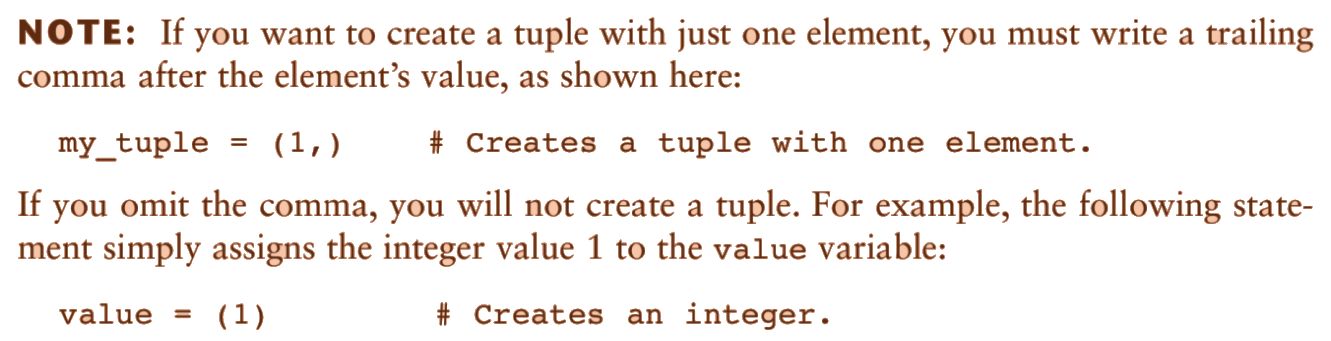 NOTE: If you want to create a tuple with just one element, you must write a trailing
comma after the element’s value, as shown here:
my_tuple = (1,)     # Creates a tuple with one element.
If you omit the comma, you will not create a tuple. For example, the following state-
ment simply assigns the integer value 1 to the value variable:
value = (1)         # Creates an integer.